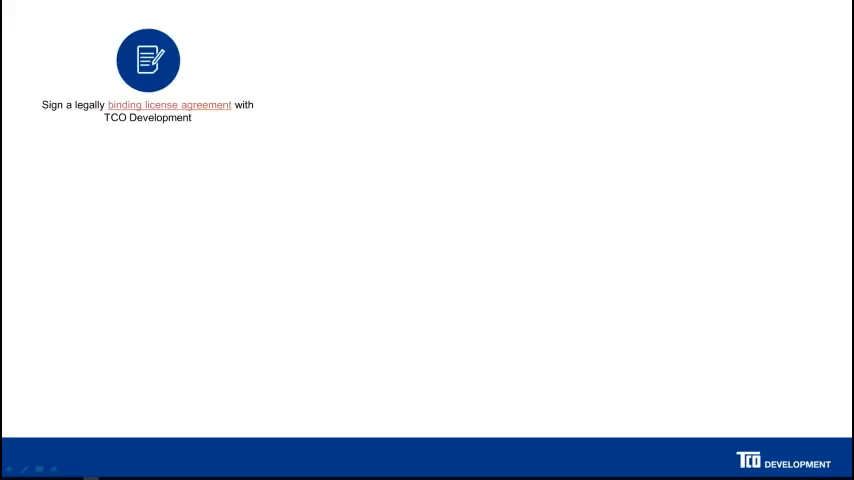 Sign a legally binding license agreement with
TCO Development
TCO DEVELOPMENT